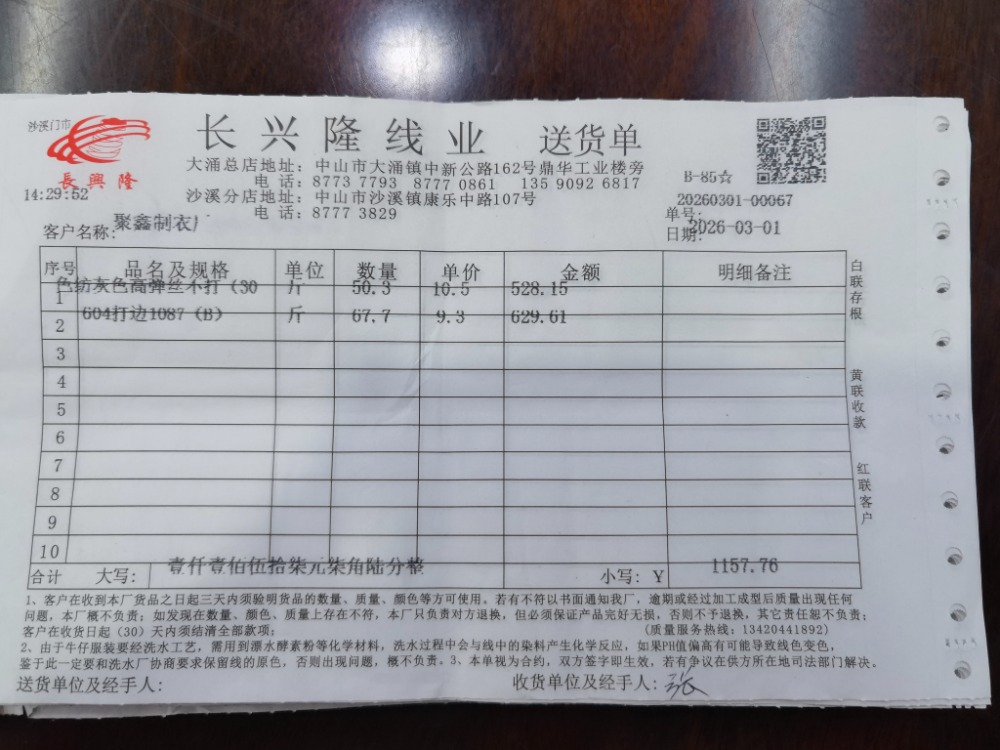 沙溪门市
長興隆
14:29:52
长兴隆线业 送货单
大涌总店地址：中山市大涌镇中新公路162号鼎华工业楼旁
电话：8773 7793 8777 0861 135 9092 6817
沙溪分店地址：中山市沙溪镇康乐中路107号
电话：8777 3829
B-85☆
20260301-00067
单号：
日期：2026-03-01
客户名称：聚鑫制衣厂
序号 品名及规格 单位 数量 单价 金额 明细备注
1 色纺灰色高弹丝不打（30 斤 50.3 10.5 528.15
2 604打边1087（B） 斤 67.7 9.3 629.61
3
4
5
6
7
8
9
10
合计 大写：壹仟壹佰伍拾柒元柒角陆分整 小写：￥ 1157.76
白联存根
黄联收款
红联客户
1、客户在收到本厂货品之日起三天内须验明货品的数量、质量、颜色等方可使用。若有不符以书面通知我厂，逾期或经过加工成型后质量出现任何
问题，本厂概不负责；如发现在数量、颜色、质量上存在不符，本厂只负责对方退换，但必须保证产品完好无损，否则不予退换，其它责任恕不负责；
客户在收货日起（30）天内须结清全部款项； (质量服务热线：13420441892)
2、由于牛仔服装要经洗水工艺，需用到漂水酵素粉等化学材料，洗水过程中会与线中的染料产生化学反应，如果PH值偏高有可能导致线色变色，
鉴于此一定要和洗水厂协商要求保留线的原色，否则出现问题，概不负责。3、本单视为合约，双方签字即生效，若有争议在供方所在地司法部门解决。
送货单位及经手人： 收货单位及经手人：张